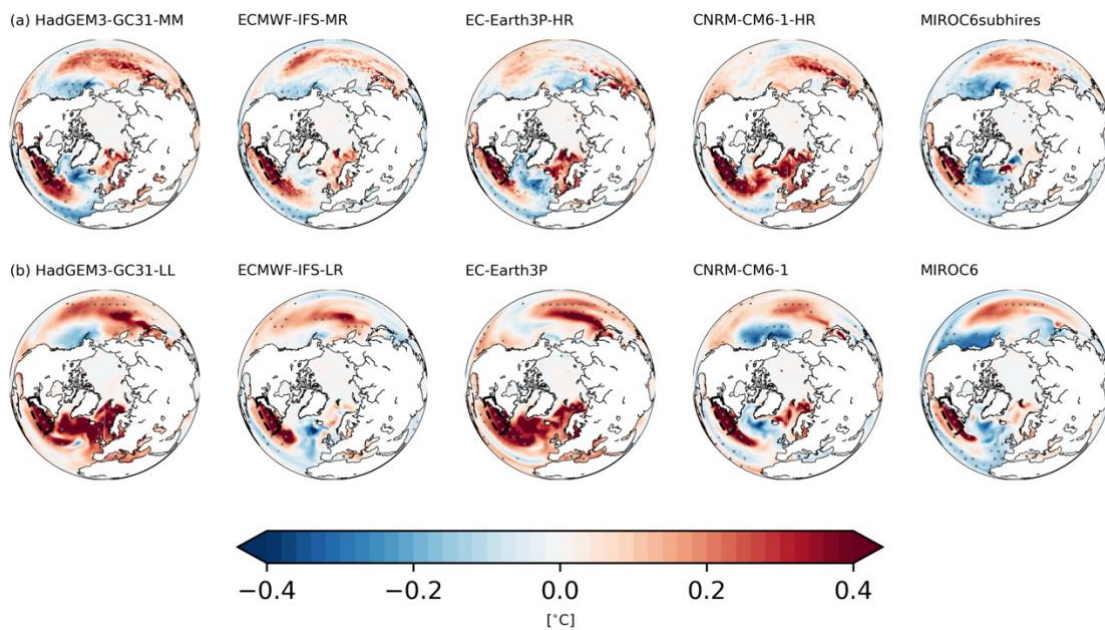 (a) HadGEM3-GC31-MM ECMWF-IFS-MR EC-Earth3P-HR CNRM-CM6-1-HR MIROC6subhires
(b) HadGEM3-GC31-LL ECMWF-IFS-LR EC-Earth3P CNRM-CM6-1 MIROC6
−0.4 −0.2 0.0 0.2 0.4
[°C]